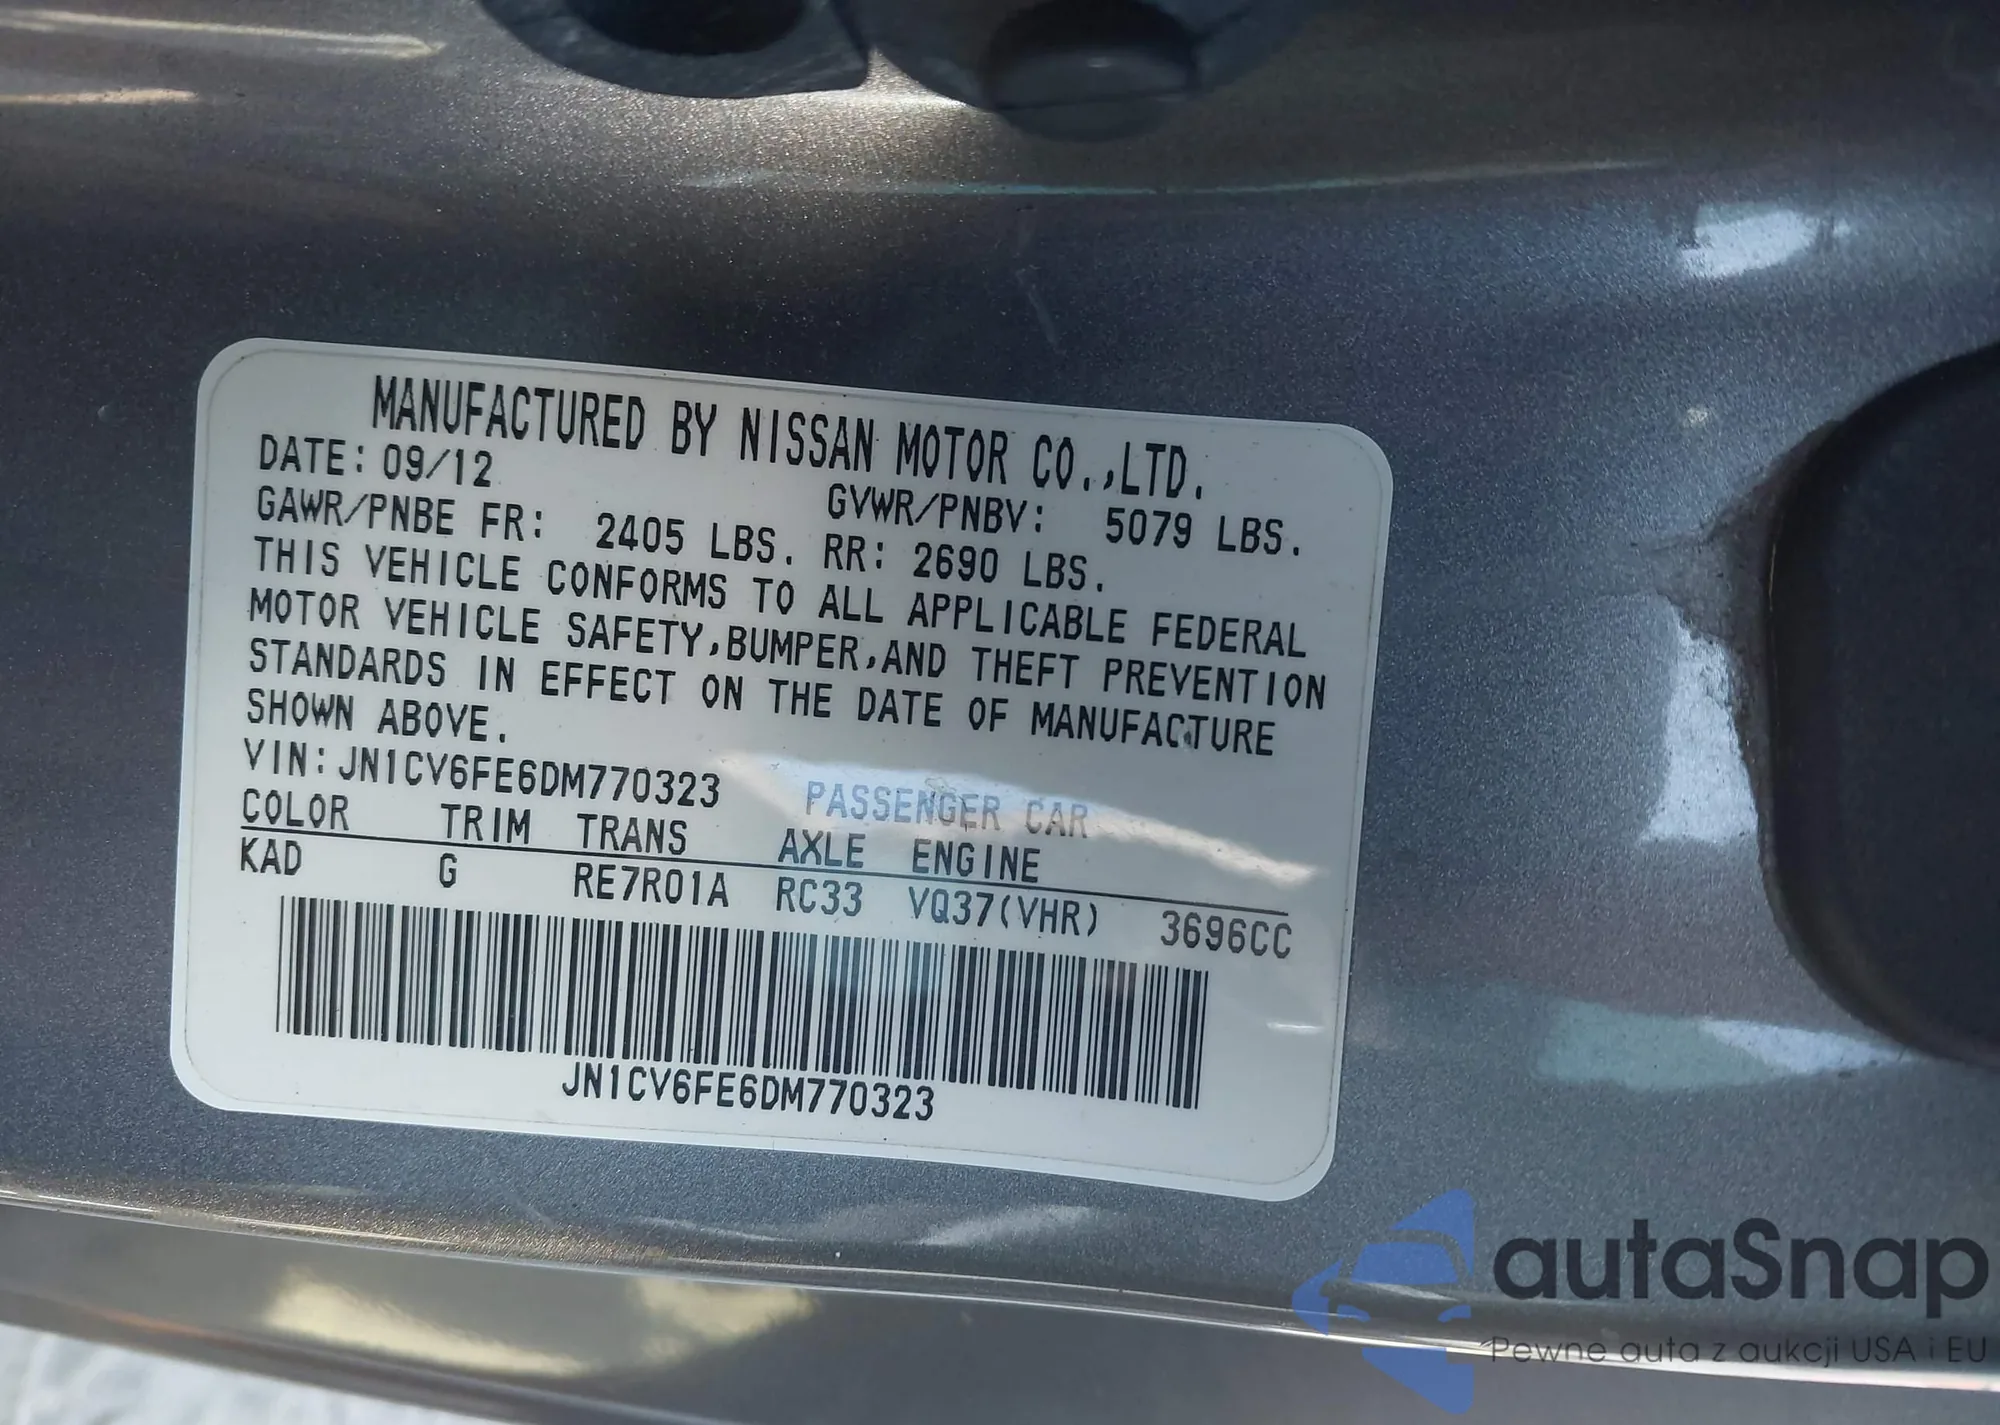 MANUFACTURED BY NISSAN MOTOR CO.,LTD.
DATE: 09/12
GVWR/PNBV: 5079 LBS.
GAWR/PNBE FR: 2405 LBS. RR: 2690 LBS.
THIS VEHICLE CONFORMS TO ALL APPLICABLE FEDERAL
MOTOR VEHICLE SAFETY,BUMPER,AND THEFT PREVENTION
STANDARDS IN EFFECT ON THE DATE OF MANUFACTURE
SHOWN ABOVE.
VIN:JN1CV6FE6DM770323 PASSENGER CAR
COLOR TRIM TRANS AXLE ENGINE
KAD G RE7R01A RC33 VQ37(VHR) 3696CC
JN1CV6FE6DM770323
autaSnap
Pewne auta z aukcji USA i EU